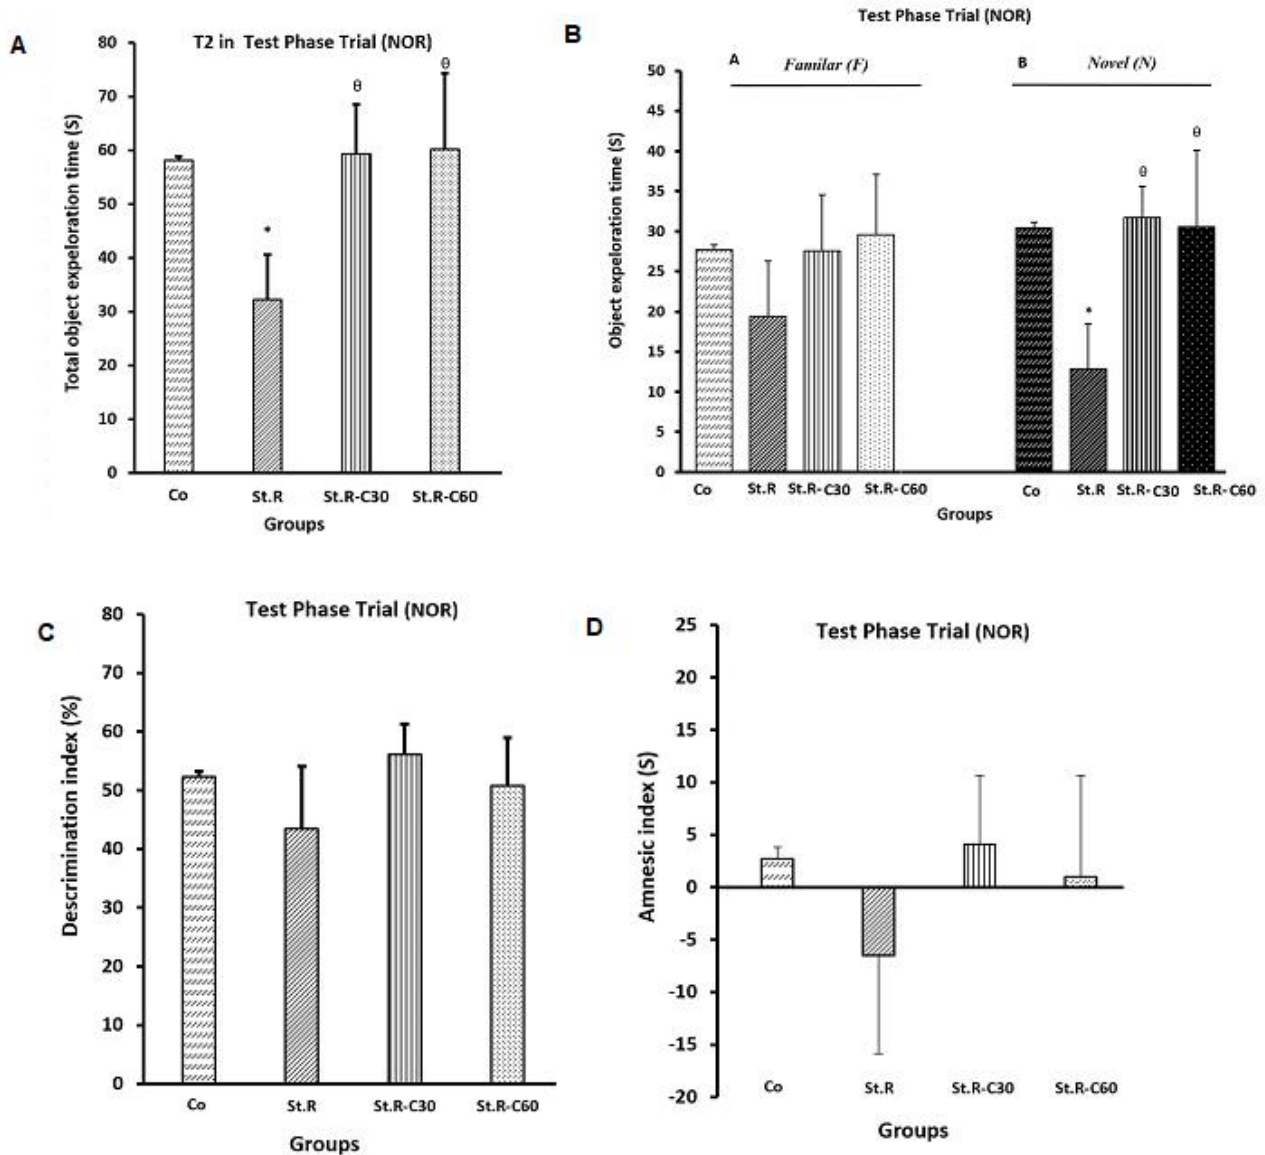 A
T2 in Test Phase Trial (NOR)
Total object expeloration time (S)
80
70
60
50
40
30
20
10
0
*
θ
θ
Co
St.R
St.R-C30
St.R-C60
Groups
B
Test Phase Trial (NOR)
A
Familar (F)
B
Novel (N)
Object expeloration time (S)
50
45
40
35
30
25
20
15
10
5
0
*
θ
θ
Co
St.R
St.R-C30
St.R-C60
Co
St.R
St.R-C30
St.R-C60
Groups
C
Test Phase Trial (NOR)
Descrimination index (%)
80
70
60
50
40
30
20
10
0
Co
St.R
St.R-C30
St.R-C60
Groups
D
Test Phase Trial (NOR)
Amnesic index (S)
25
20
15
10
5
0
-5
-10
-15
-20
Co
St.R
St.R-C30
St.R-C60
Groups